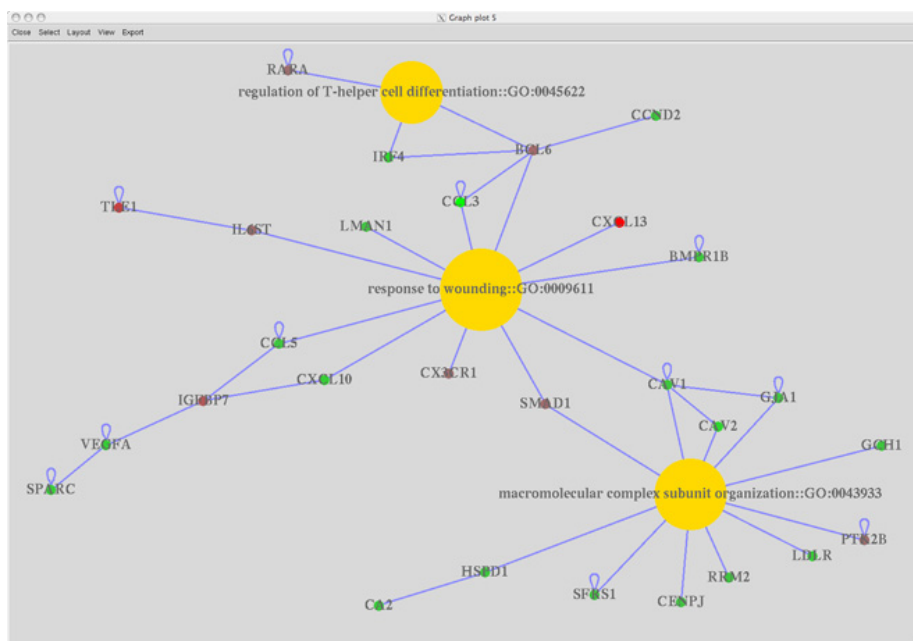 Graph plot 5
Close Select Layout View Export
RARA
regulation of T-helper cell differentiation::GO:0045622
CCND2
BCL6
IRF4
CCL3
TLE1
CXCL13
LMAN1
IL6ST
BMPR1B
response to wounding::GO:0009611
CCL5
CX3CR1
CXCL10
CAV1
GJA1
IGFBP7
SMAD1
CAV2
VEGFA
GCH1
SPARC
macromolecular complex subunit organization::GO:0043933
PTK2B
LDLR
HSPD1
RRM2
SFRS1
CENPJ
CA2